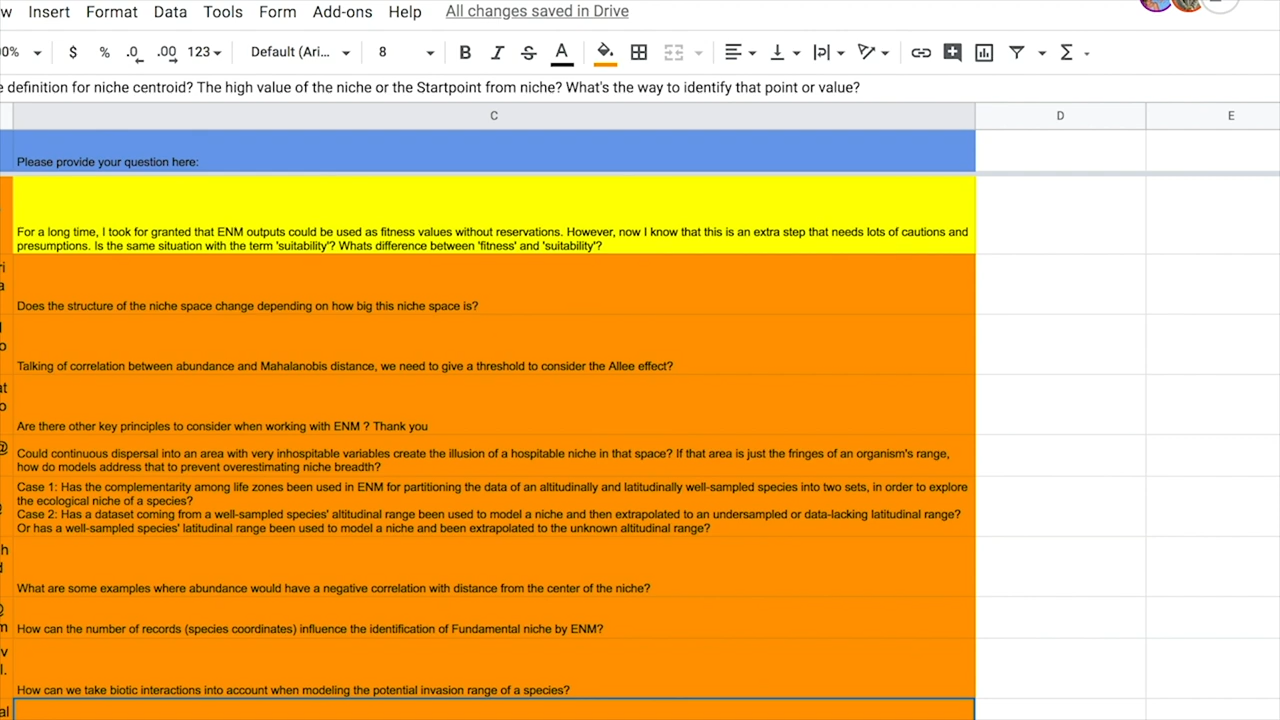 w Insert Format Data Tools Form Add-ons Help All changes saved in Drive
0% $ % .0 .00 123 Default (Ari... 8 B I S A Σ
e definition for niche centroid? The high value of the niche or the Startpoint from niche? What's the way to identify that point or value?
C D E
Please provide your question here:
For a long time, I took for granted that ENM outputs could be used as fitness values without reservations. However, now I know that this is an extra step that needs lots of cautions and
presumptions. Is the same situation with the term 'suitability'? Whats difference between 'fitness' and 'suitability'?
ri
a
Does the structure of the niche space change depending on how big this niche space is?
o
Talking of correlation between abundance and Mahalanobis distance, we need to give a threshold to consider the Allee effect?
at
o
Are there other key principles to consider when working with ENM ? Thank you
@
Could continuous dispersal into an area with very inhospitable variables create the illusion of a hospitable niche in that space? If that area is just the fringes of an organism's range,
how do models address that to prevent overestimating niche breadth?
Case 1: Has the complementarity among life zones been used in ENM for partitioning the data of an altitudinally and latitudinally well-sampled species into two sets, in order to explore
the ecological niche of a species?
Case 2: Has a dataset coming from a well-sampled species' altitudinal range been used to model a niche and then extrapolated to an undersampled or data-lacking latitudinal range?
Or has a well-sampled species' latitudinal range been used to model a niche and been extrapolated to the unknown altitudinal range?
h
d
What are some examples where abundance would have a negative correlation with distance from the center of the niche?
@
m
How can the number of records (species coordinates) influence the identification of Fundamental niche by ENM?
v
l.
How can we take biotic interactions into account when modeling the potential invasion range of a species?
al